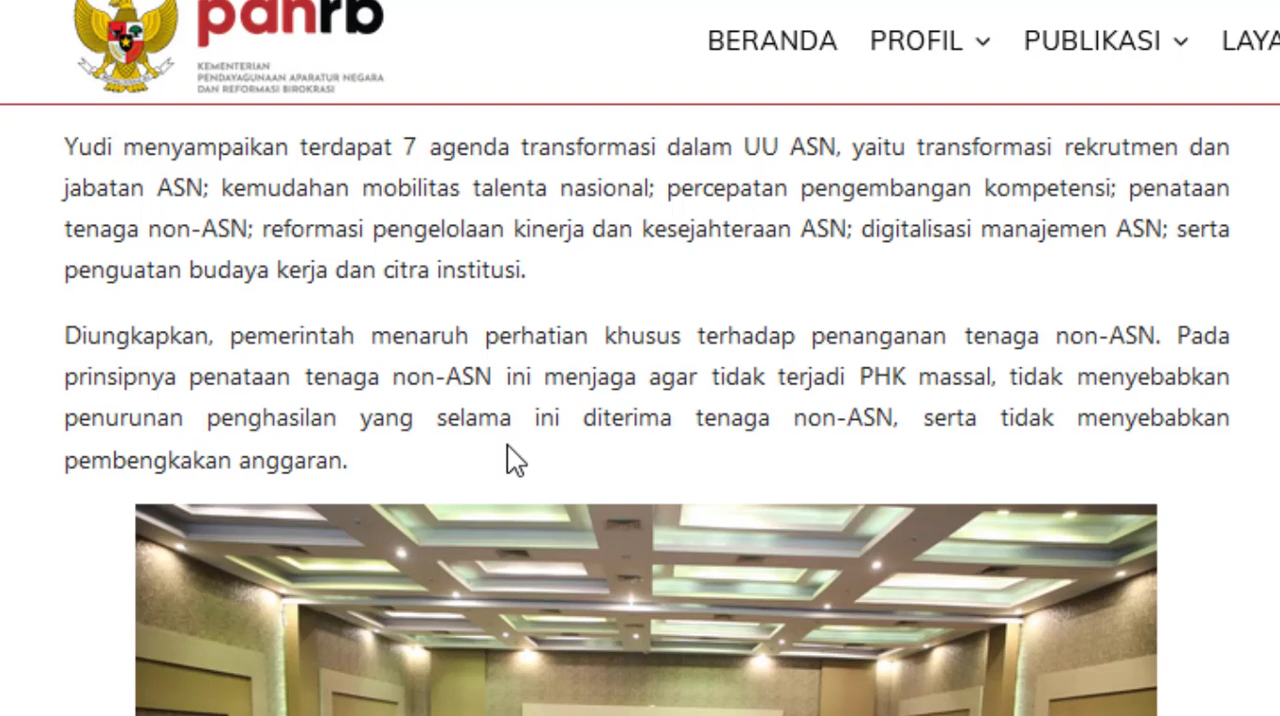 panrb
BERANDA PROFIL PUBLIKASI LAYA
KEMENTERIAN
PENDAYAGUNAAN APARATUR NEGARA
DAN REFORMASI BIROKRASI
Yudi menyampaikan terdapat 7 agenda transformasi dalam UU ASN, yaitu transformasi rekrutmen dan
jabatan ASN; kemudahan mobilitas talenta nasional; percepatan pengembangan kompetensi; penataan
tenaga non-ASN; reformasi pengelolaan kinerja dan kesejahteraan ASN; digitalisasi manajemen ASN; serta
penguatan budaya kerja dan citra institusi.
Diungkapkan, pemerintah menaruh perhatian khusus terhadap penanganan tenaga non-ASN. Pada
prinsipnya penataan tenaga non-ASN ini menjaga agar tidak terjadi PHK massal, tidak menyebabkan
penurunan penghasilan yang selama ini diterima tenaga non-ASN, serta tidak menyebabkan
pembengkakan anggaran.